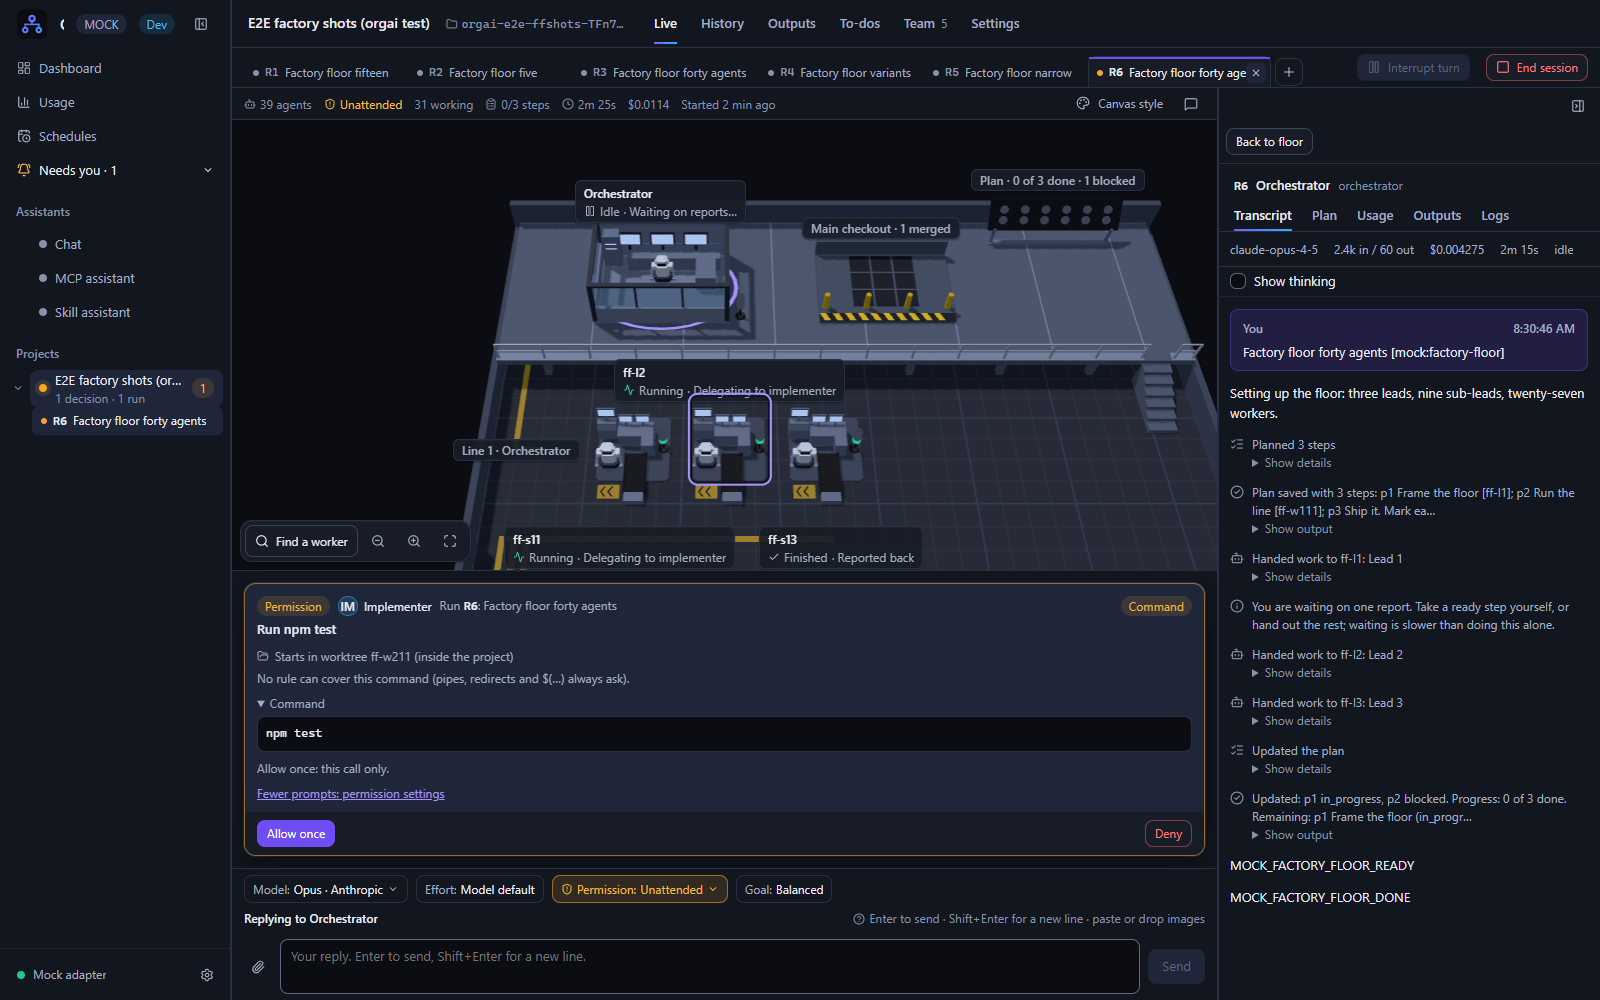 MOCK
Dev
Dashboard
Usage
Schedules
Needs you · 1
Assistants
Chat
MCP assistant
Skill assistant
Projects
E2E factory shots (or...
1
1 decision · 1 run
R6 Factory floor forty agents
Mock adapter
E2E factory shots (orgai test)
orgai-e2e-ffshots-TFn7…
Live
History
Outputs
To-dos
Team 5
Settings
R1 Factory floor fifteen
R2 Factory floor five
R3 Factory floor forty agents
R4 Factory floor variants
R5 Factory floor narrow
R6 Factory floor forty age
Interrupt turn
End session
39 agents
Unattended
31 working
0/3 steps
2m 25s
$0.0114
Started 2 min ago
Canvas style
Orchestrator
Idle · Waiting on reports...
Plan · 0 of 3 done · 1 blocked
Main checkout · 1 merged
ff-l2
Running · Delegating to implementer
Line 1 · Orchestrator
ff-s11
Running · Delegating to implementer
ff-s13
Finished · Reported back
Find a worker
Permission
IM
Implementer
Run R6: Factory floor forty agents
Command
Run npm test
Starts in worktree ff-w211 (inside the project)
No rule can cover this command (pipes, redirects and $(...) always ask).
Command
npm test
Allow once: this call only.
Fewer prompts: permission settings
Allow once
Deny
Model: Opus · Anthropic
Effort: Model default
Permission: Unattended
Goal: Balanced
Replying to Orchestrator
Enter to send · Shift+Enter for a new line · paste or drop images
Your reply. Enter to send, Shift+Enter for a new line.
Send
Back to floor
R6 Orchestrator orchestrator
Transcript
Plan
Usage
Outputs
Logs
claude-opus-4-5
2.4k in / 60 out
$0.004275
2m 15s
idle
Show thinking
You
8:30:46 AM
Factory floor forty agents [mock:factory-floor]
Setting up the floor: three leads, nine sub-leads, twenty-seven
workers.
Planned 3 steps
Show details
Plan saved with 3 steps: p1 Frame the floor [ff-l1]; p2 Run the
line [ff-w111]; p3 Ship it. Mark ea...
Show output
Handed work to ff-l1: Lead 1
Show details
You are waiting on one report. Take a ready step yourself, or
hand out the rest; waiting is slower than doing this alone.
Handed work to ff-l2: Lead 2
Show details
Handed work to ff-l3: Lead 3
Show details
Updated the plan
Show details
Updated: p1 in_progress, p2 blocked. Progress: 0 of 3 done.
Remaining: p1 Frame the floor (in_progr...
Show output
MOCK_FACTORY_FLOOR_READY
MOCK_FACTORY_FLOOR_DONE